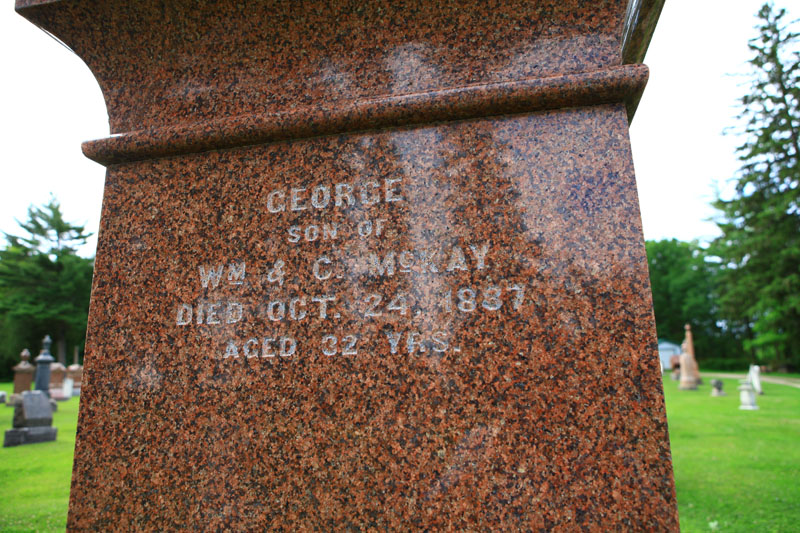 GEORGE
SON OF
WM & C. McKAY
DIED OCT. 24, 1887
AGED 32 YRS.